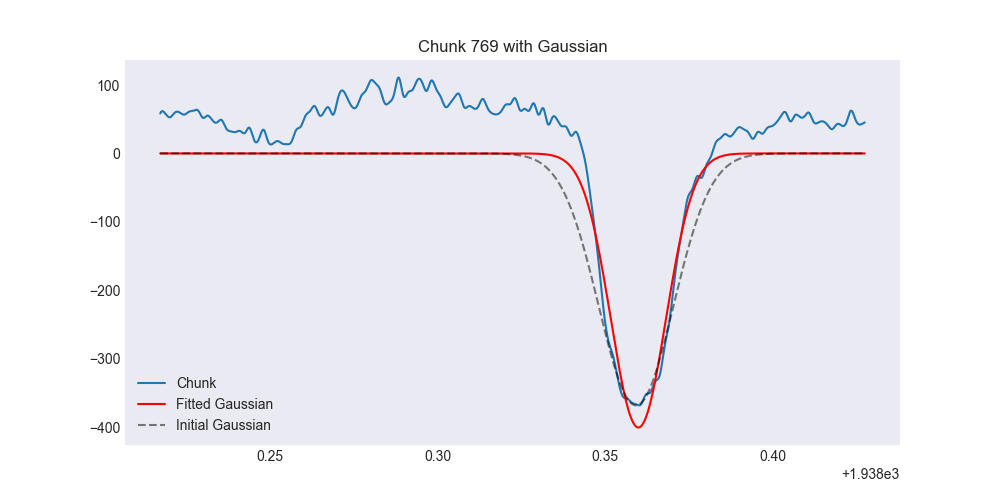 Chunk 769 with Gaussian
100
0
−100
−200
−300
−400
Chunk
Fitted Gaussian
Initial Gaussian
0.25
0.30
0.35
0.40
+1.938e3